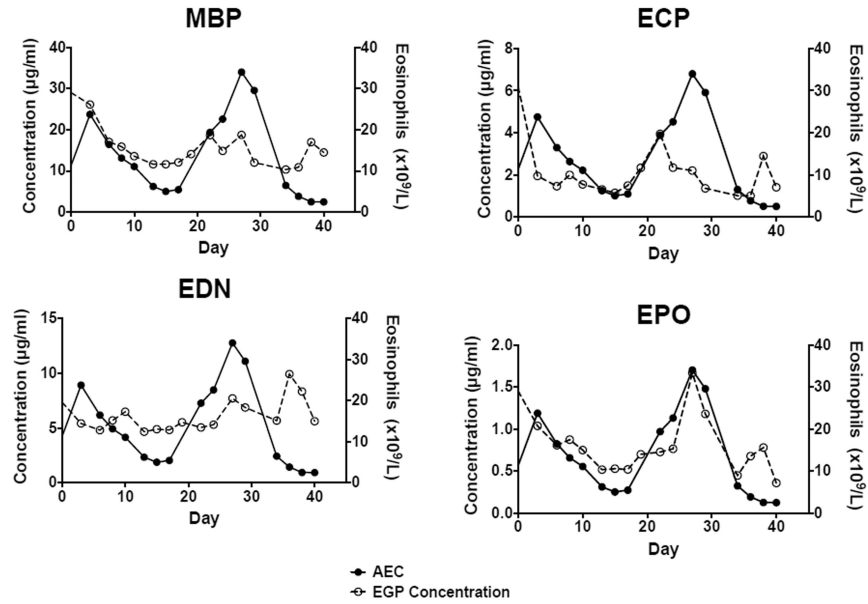 MBP
Concentration (µg/ml)
40
30
20
10
0
40
30
20
10
0
Eosinophils (x10⁹/L)
0 10 20 30 40
Day
ECP
Concentration (µg/ml)
8
6
4
2
0
40
30
20
10
0
Eosinophils (x10⁹/L)
0 10 20 30 40
Day
EDN
Concentration (µg/ml)
15
10
5
0
40
30
20
10
0
Eosinophils (x10⁹/L)
0 10 20 30 40
Day
EPO
Concentration (µg/ml)
2.0
1.5
1.0
0.5
0.0
40
30
20
10
0
Eosinophils (x10⁹/L)
0 10 20 30 40
Day
AEC
EGP Concentration